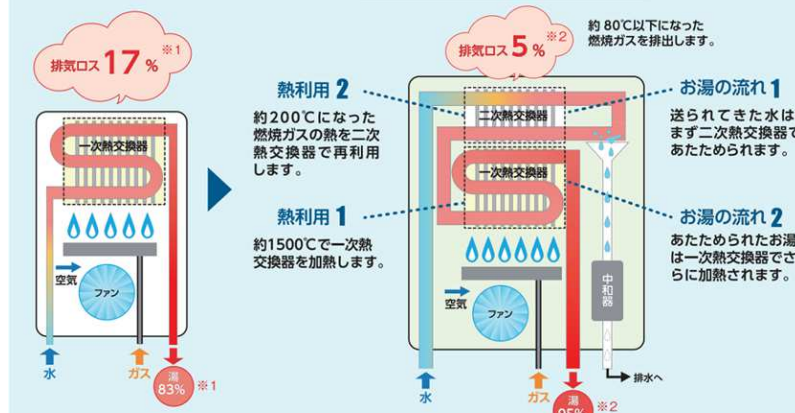 排気ロス17% ※1
一次熱交換器
空気
ファン
水
ガス
湯
83%
※1
排気ロス5% ※2
約80℃以下になった
燃焼ガスを排出します。
熱利用2
約200℃になった
燃焼ガスの熱を二次
熱交換器で再利用
します。
熱利用1
約1500℃で一次熱
交換器を加熱します。
二次熱交換器
一次熱交換器
空気
ファン
水
ガス
湯
95%
※2
お湯の流れ1
送られてきた水は
まず二次熱交換器で
あたためられます。
お湯の流れ2
あたためられたお湯
は一次熱交換器でさ
らに加熱されます。
中和器
排水へ